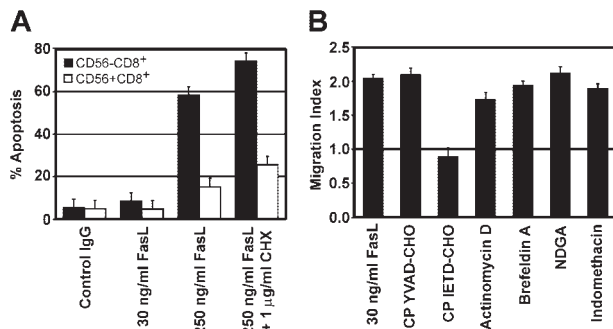 A
B
% Apoptosis
80
60
40
20
0
CD56-CD8+
CD56+CD8+
Control IgG
30 ng/ml FasL
250 ng/ml FasL
250 ng/ml FasL
+ 1 µg/ml CHX
Migration Index
2.5
2.0
1.5
1.0
0.5
0.0
30 ng/ml FasL
CP YVAD-CHO
CP IETD-CHO
Actinomycin D
Brefeldin A
NDGA
Indomethacin